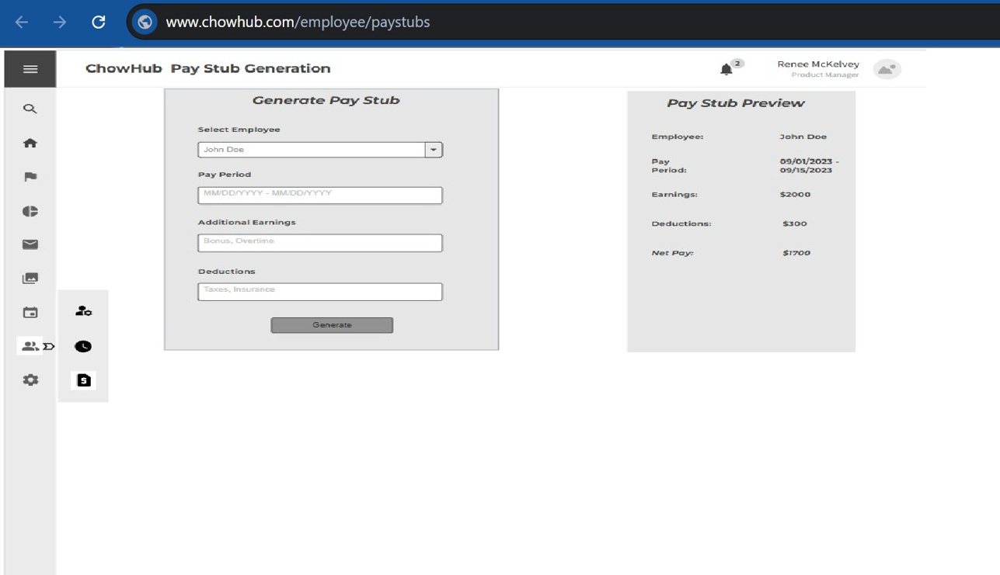 www.chowhub.com/employee/paystubs
ChowHub Pay Stub Generation
2
Renee McKelvey
Product Manager
Generate Pay Stub
Select Employee
John Doe
Pay Period
MM/DD/YYYY – MM/DD/YYYY
Additional Earnings
Bonus, Overtime
Deductions
Taxes, Insurance
Generate
Pay Stub Preview
Employee: John Doe
Pay
Period:
09/01/2023 -
09/15/2023
Earnings: $2000
Deductions: $300
Net Pay: $1700
$